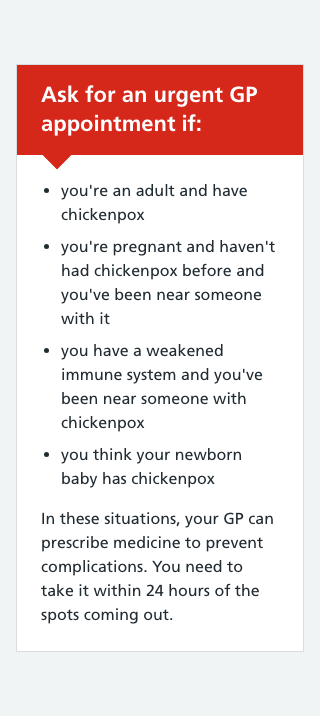 Ask for an urgent GP
appointment if:
• you're an adult and have
chickenpox
• you're pregnant and haven't
had chickenpox before and
you've been near someone
with it
• you have a weakened
immune system and you've
been near someone with
chickenpox
• you think your newborn
baby has chickenpox
In these situations, your GP can
prescribe medicine to prevent
complications. You need to
take it within 24 hours of the
spots coming out.